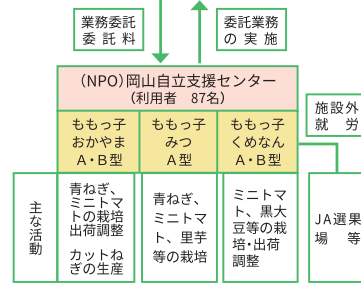 業務委託
委託料
委託業務
の実施
（NPO）岡山自立支援センター
（利用者　87名）
ももっ子
おかやま
A・B型
ももっ子
みつ
A型
ももっ子
くめなん
A・B型
施設外
就労
主な活動
青ねぎ、
ミニトマ
トの栽培
出荷調整
カットね
ぎの生産
青ねぎ、
ミニトマ
ト、里芋
等の栽培
ミニトマ
ト、黒大
豆等の栽
培・出荷
調整
JA選果
場　等